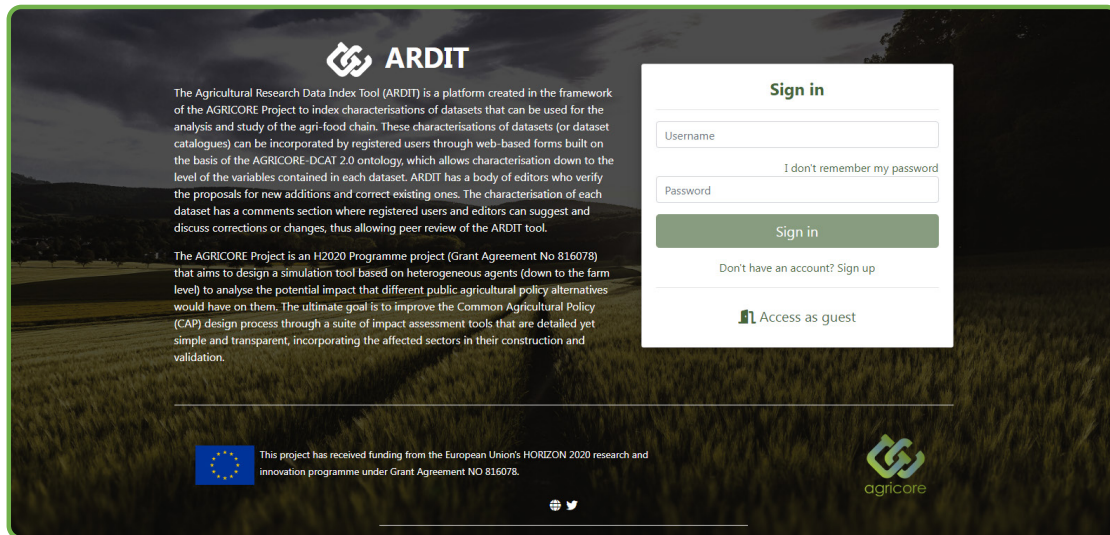 ARDIT
The Agricultural Research Data Index Tool (ARDIT) is a platform created in the framework
of the AGRICORE Project to index characterisations of datasets that can be used for the
analysis and study of the agri-food chain. These characterisations of datasets (or dataset
catalogues) can be incorporated by registered users through web-based forms built on
the basis of the AGRICORE-DCAT 2.0 ontology, which allows characterisation down to the
level of the variables contained in each dataset. ARDIT has a body of editors who verify
the proposals for new additions and correct existing ones. The characterisation of each
dataset has a comments section where registered users and editors can suggest and
discuss corrections or changes, thus allowing peer review of the ARDIT tool.
The AGRICORE Project is an H2020 Programme project (Grant Agreement No 816078)
that aims to design a simulation tool based on heterogeneous agents (down to the farm
level) to analyse the potential impact that different public agricultural policy alternatives
would have on them. The ultimate goal is to improve the Common Agricultural Policy
(CAP) design process through a suite of impact assessment tools that are detailed yet
simple and transparent, incorporating the affected sectors in their construction and
validation.
Sign in
Username
I don't remember my password
Password
Sign in
Don't have an account? Sign up
Access as guest
This project has received funding from the European Union's HORIZON 2020 research and
innovation programme under Grant Agreement NO 816078.
agricore